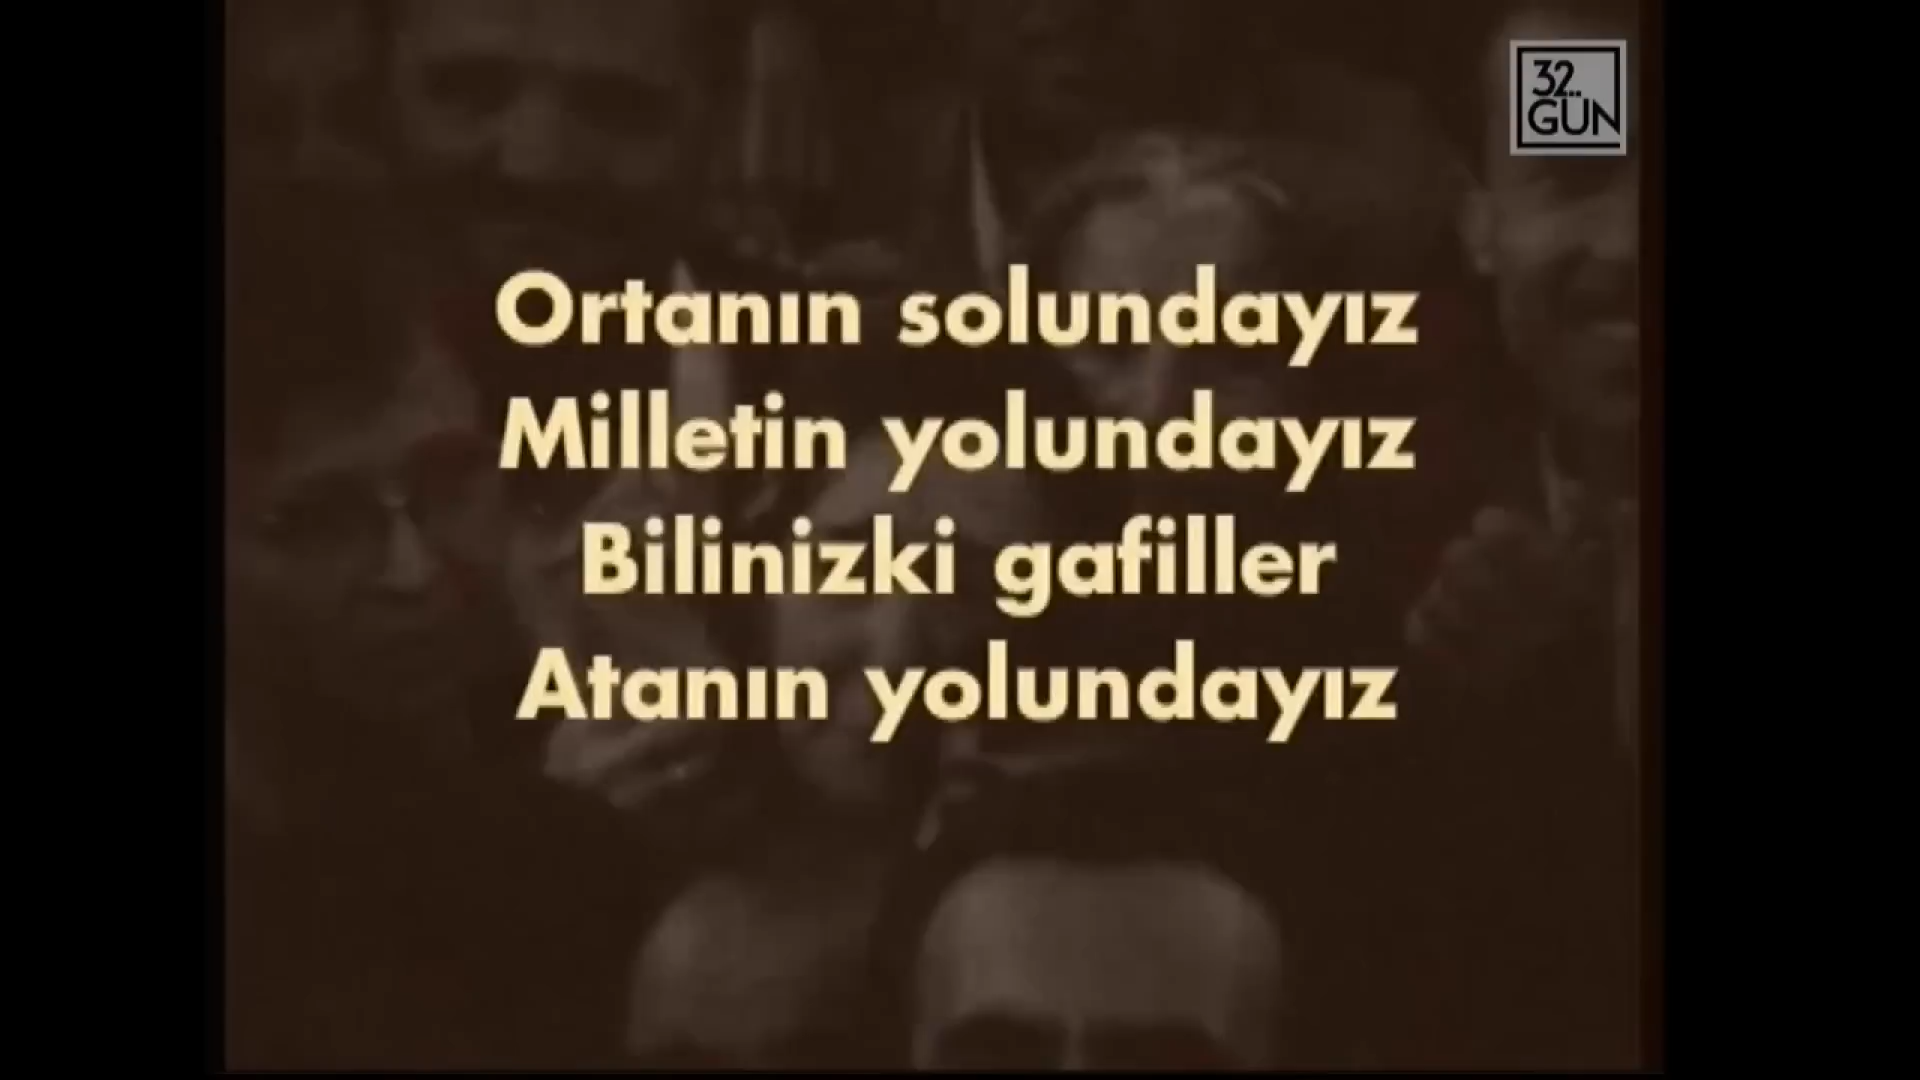 32.
GÜN
Ortanın solundayız
Milletin yolundayız
Bilinizki gafiller
Atanın yolundayız